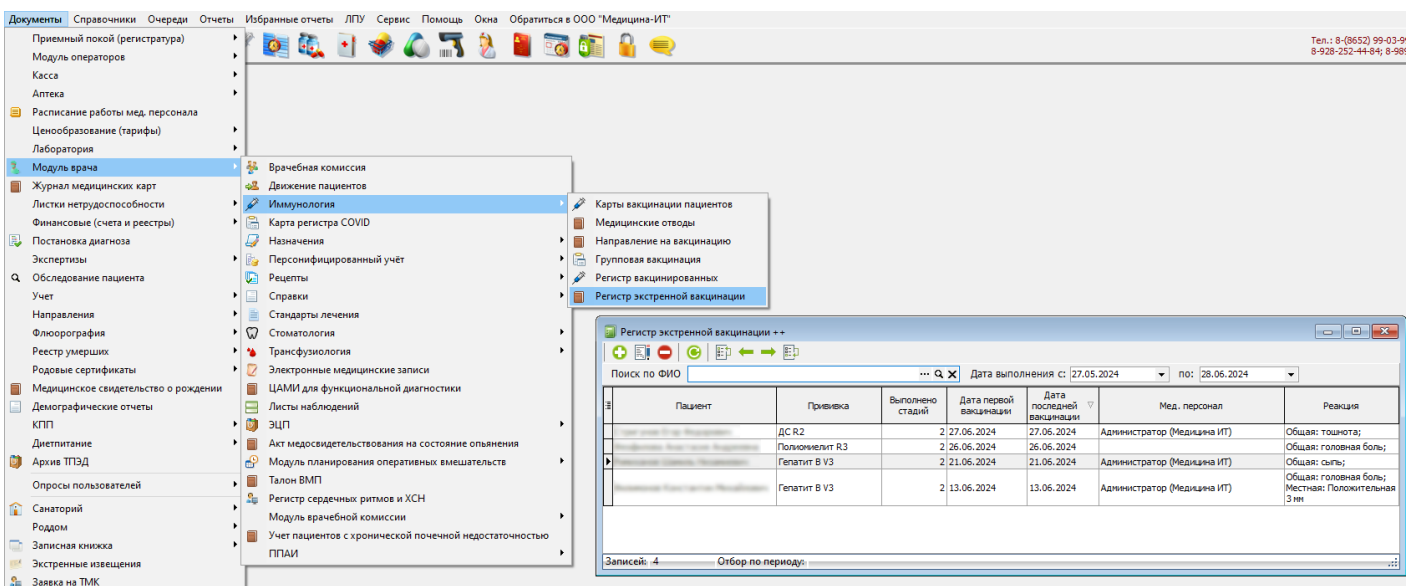 Документы Справочники Очереди Отчеты Избранные отчеты ЛПУ Сервис Помощь Окна Обратиться в ООО "Медицина-ИТ"
Тел.: 8-(8652) 99-03-9
8-928-252-44-84; 8-989
Приемный покой (регистратура)
Модуль операторов
Касса
Аптека
Расписание работы мед. персонала
Ценообразование (тарифы)
Лаборатория
Модуль врача
Журнал медицинских карт
Листки нетрудоспособности
Финансовые (счета и реестры)
Постановка диагноза
Экспертизы
Обследование пациента
Учет
Направления
Флюорография
Реестр умерших
Родовые сертификаты
Медицинское свидетельство о рождении
Демографические отчеты
КПП
Диетпитание
Архив ТПЭД
Опросы пользователей
Санаторий
Роддом
Записная книжка
Экстренные извещения
Заявка на ТМК
Врачебная комиссия
Движение пациентов
Иммунология
Карта регистра COVID
Назначения
Персонифицированный учёт
Рецепты
Справки
Стандарты лечения
Стоматология
Трансфузиология
Электронные медицинские записи
ЦАМИ для функциональной диагностики
Листы наблюдений
ЭЦП
Акт медосвидетельствования на состояние опьянения
Модуль планирования оперативных вмешательств
Талон ВМП
Регистр сердечных ритмов и ХСН
Модуль врачебной комиссии
Учет пациентов с хронической почечной недостаточностью
ППАИ
Карты вакцинации пациентов
Медицинские отводы
Направление на вакцинацию
Групповая вакцинация
Регистр вакцинированных
Регистр экстренной вакцинации
Регистр экстренной вакцинации ++
Поиск по ФИО Дата выполнения с: 27.05.2024 по: 28.06.2024
Пациент Прививка Выполнено стадий Дата первой вакцинации Дата последней вакцинации Мед. персонал Реакция
ДС R2 2 27.06.2024 27.06.2024 Администратор (Медицина ИТ) Общая: тошнота;
Полиомиелит R3 2 26.06.2024 26.06.2024 Общая: головная боль;
Гепатит В V3 2 21.06.2024 21.06.2024 Администратор (Медицина ИТ) Общая: сыпь;
Гепатит В V3 2 13.06.2024 13.06.2024 Администратор (Медицина ИТ) Общая: головная боль; Местная: Положительная 3 мм
Записей: 4 Отбор по периоду: